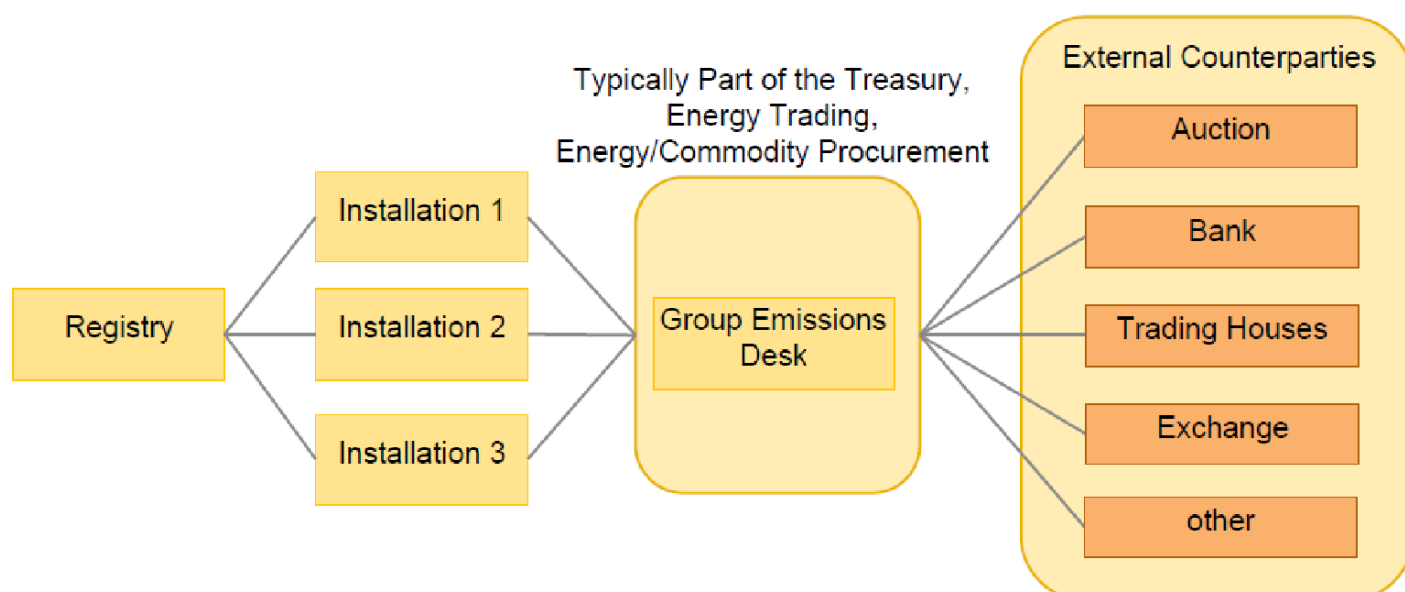 Registry
Installation 1
Installation 2
Installation 3
Typically Part of the Treasury,
Energy Trading,
Energy/Commodity Procurement
Group Emissions
Desk
External Counterparties
Auction
Bank
Trading Houses
Exchange
other